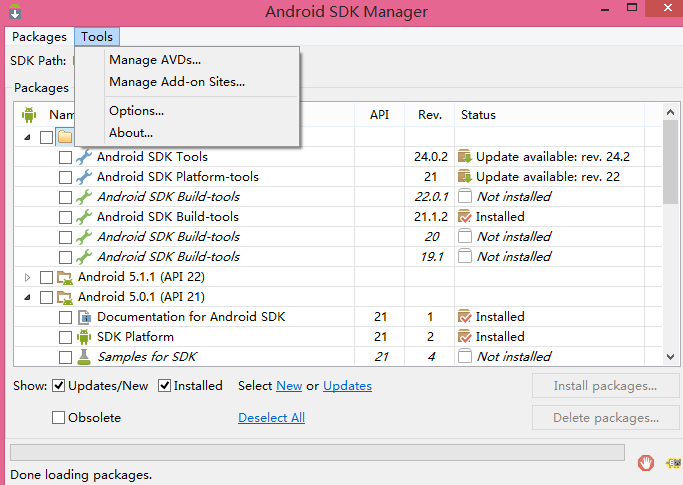 Android SDK Manager
Packages Tools
SDK Path:
Manage AVDs...
Manage Add-on Sites...
Options...
About...
Packages
API Rev. Status
Android SDK Tools 24.0.2 Update available: rev. 24.2
Android SDK Platform-tools 21 Update available: rev. 22
Android SDK Build-tools 22.0.1 Not installed
Android SDK Build-tools 21.1.2 Installed
Android SDK Build-tools 20 Not installed
Android SDK Build-tools 19.1 Not installed
Android 5.1.1 (API 22)
Android 5.0.1 (API 21)
Documentation for Android SDK 21 1 Installed
SDK Platform 21 2 Installed
Samples for SDK 21 4 Not installed
Show: Updates/New Installed Select New or Updates Install packages...
Obsolete Deselect All Delete packages...
Done loading packages.